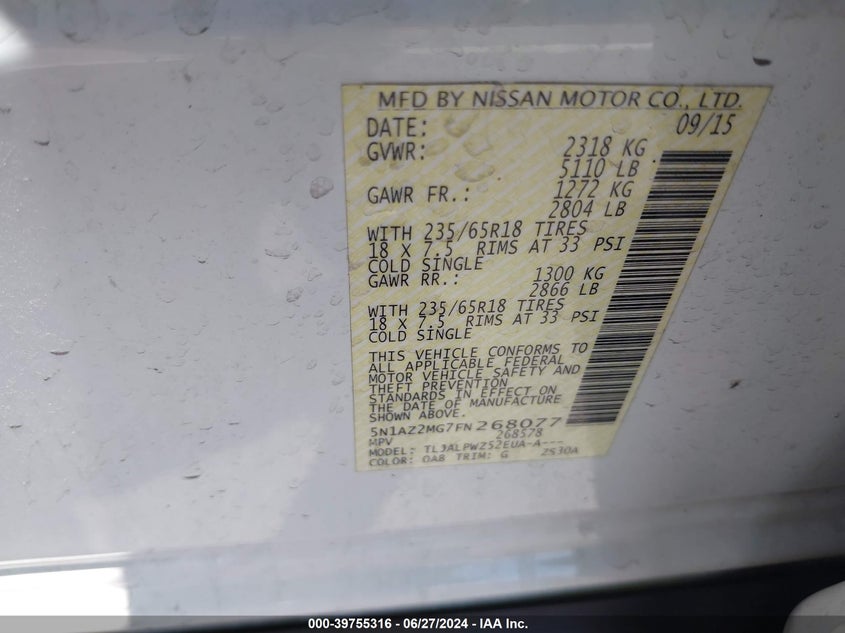 MFD BY NISSAN MOTOR CO., LTD.
DATE: 09/15
GVWR: 2318 KG
5110 LB
GAWR FR.: 1272 KG
2804 LB
WITH 235/65R18 TIRES
18 X 7.5 RIMS AT 33 PSI
COLD SINGLE
GAWR RR.: 1300 KG
2866 LB
WITH 235/65R18 TIRES
18 X 7.5 RIMS AT 33 PSI
COLD SINGLE
THIS VEHICLE CONFORMS TO
ALL APPLICABLE FEDERAL
MOTOR VEHICLE SAFETY AND
THEFT PREVENTION
STANDARDS IN EFFECT ON
THE DATE OF MANUFACTURE
SHOWN ABOVE.
5N1AZ2MG7FN268077
MPV 268578
MODEL: TLJALPWZ52EUA-A---
COLOR: QAB TRIM: G ZS30A
000-39755316 - 06/27/2024 - IAA Inc.